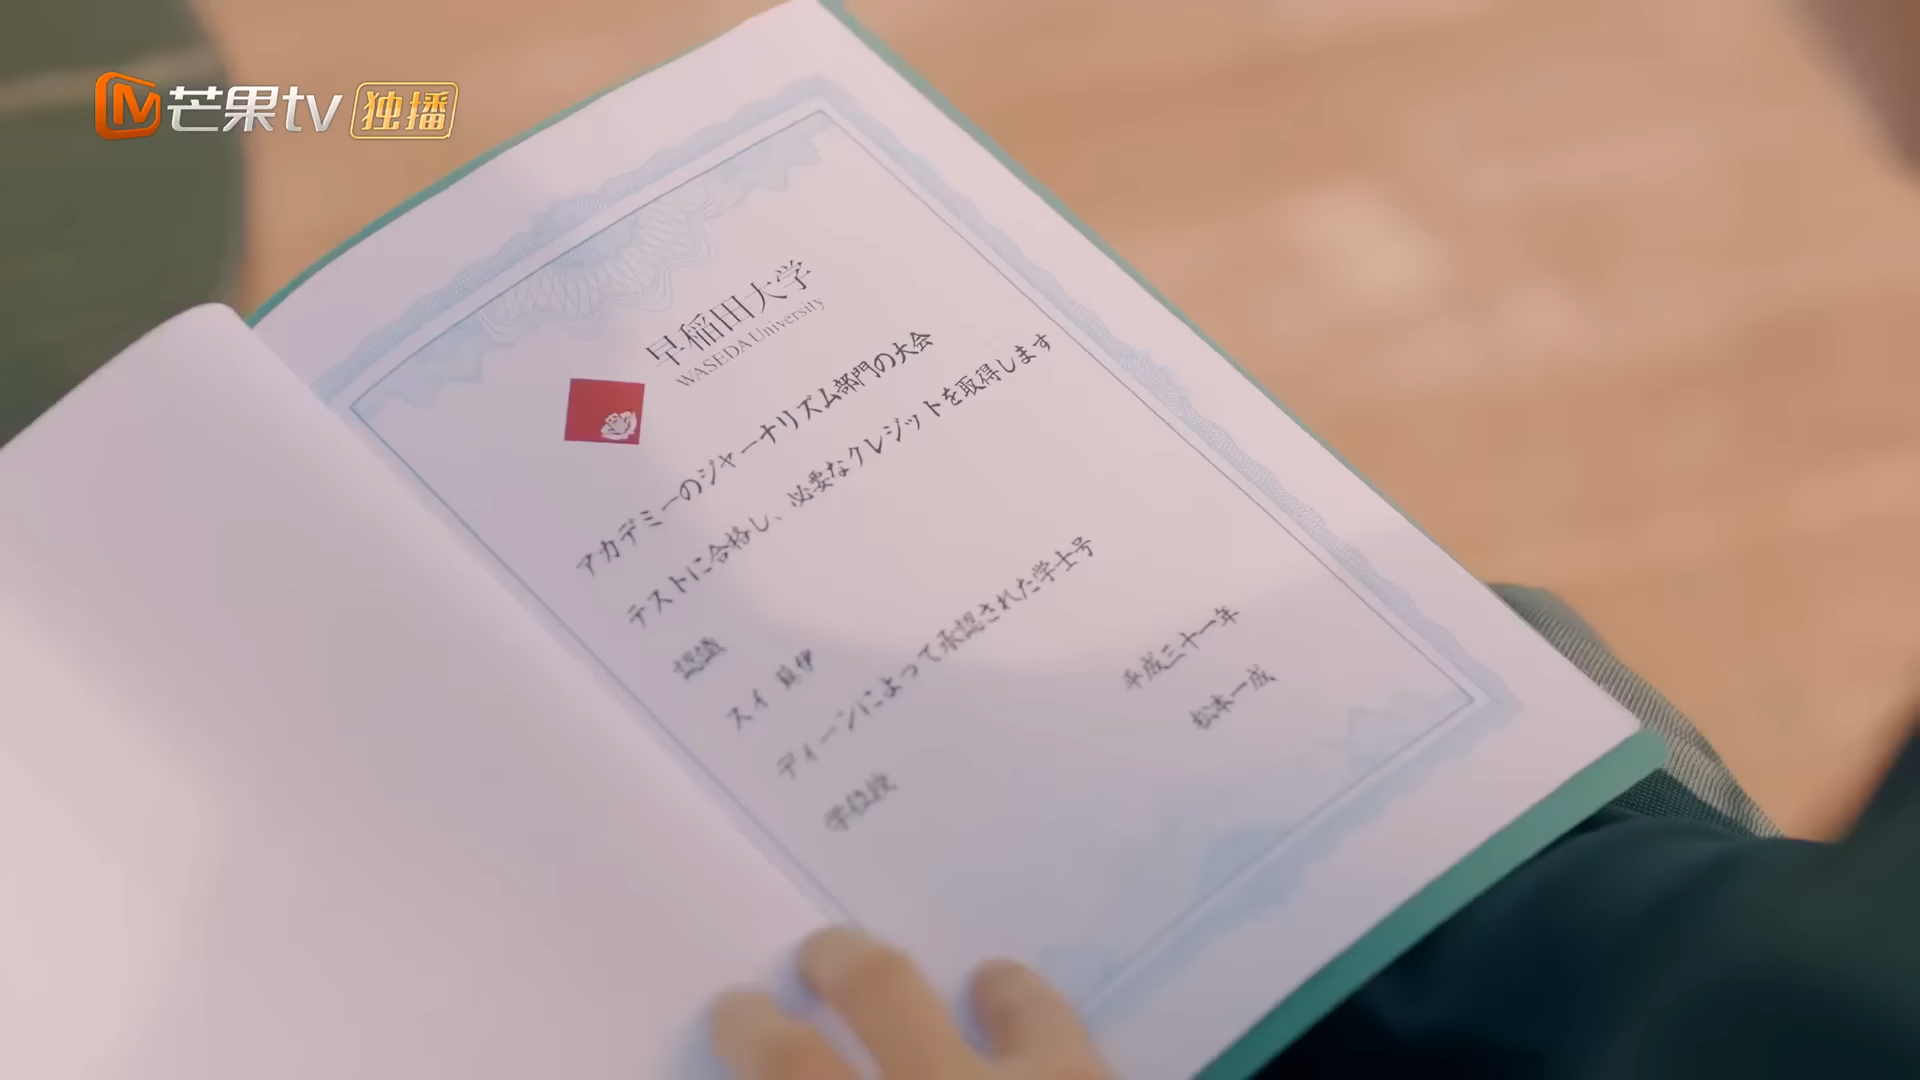 芒果tv 独播
早稲田大学
WASEDA University
アカデミーのジャーナリズム部門の大会
テストに合格し、必要なクレジットを取得します
認識
スイ 伊
ディーンによって承認された学士号
平成三十一年
松本一成
学位授